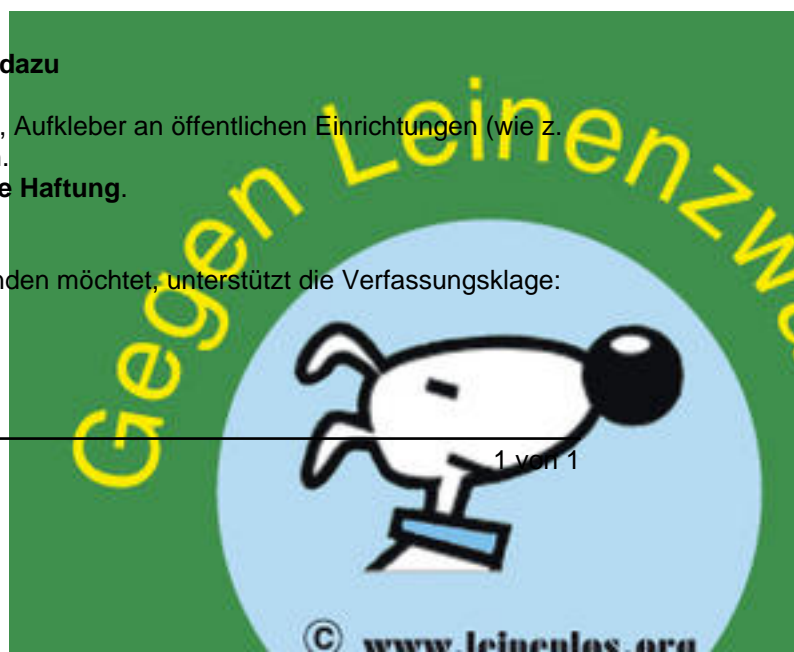 dazu
, Aufkleber an öffentlichen Einrichtungen (wie z.
.
e Haftung.
nden möchtet, unterstützt die Verfassungsklage:
Gegen Leinenzwa
1 von 1
© www.leinenlos.org